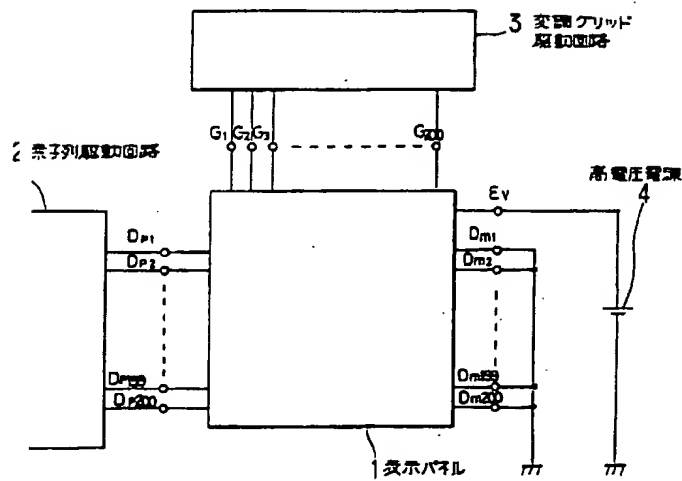 3 変調グリッド
駆動回路
G1 G2 G3 G200
2 素子列駆動回路
高電圧電源
4
Ev
Dp1
Dm1
Dp2
Dm2
Dp199
Dm199
Dp200
Dm200
1 表示パネル